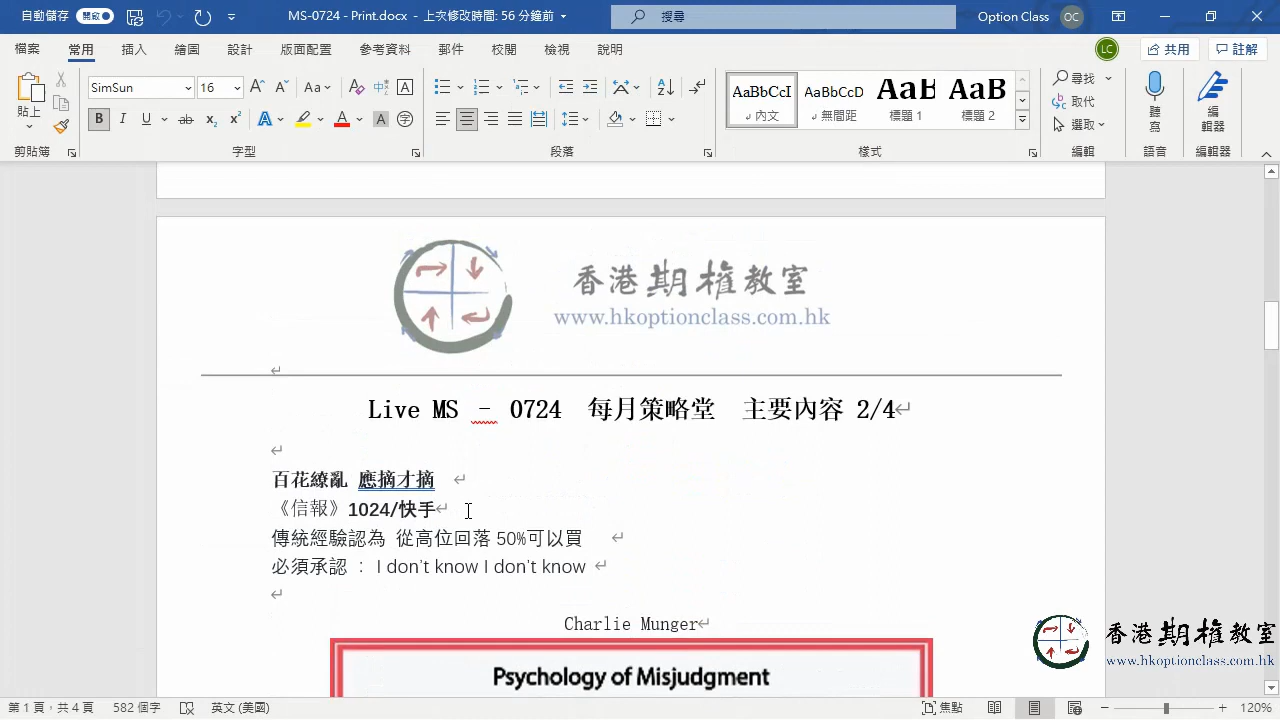 自動儲存 開啟 MS-0724 - Print.docx - 上次修改時間: 56 分鐘前 搜尋 Option Class OC
檔案 常用 插入 繪圖 設計 版面配置 參考資料 郵件 校閱 檢視 說明 LC 共用 註解
貼上 SimSun 16 Aa A
AaBbCcI AaBbCcD AaB AaB
內文 無間距 標題 1 標題 2
尋找 取代 選取 聽寫 編輯器
B I U ab x₂ x² A A A 字
剪貼簿 字型 段落 樣式 編輯 語音 編輯器
香港期權教室
www.hkoptionclass.com.hk
Live MS - 0724 每月策略堂 主要內容 2/4
百花繚亂 應摘才摘
《信報》1024/快手
傳統經驗認為 從高位回落 50%可以買
必須承認 : I don't know I don't know
Charlie Munger
Psychology of Misjudgment
香港期權教室
www.hkoptionclass.com.hk
第 1 頁，共 4 頁 582 個字 英文 (美國) 焦點 120%